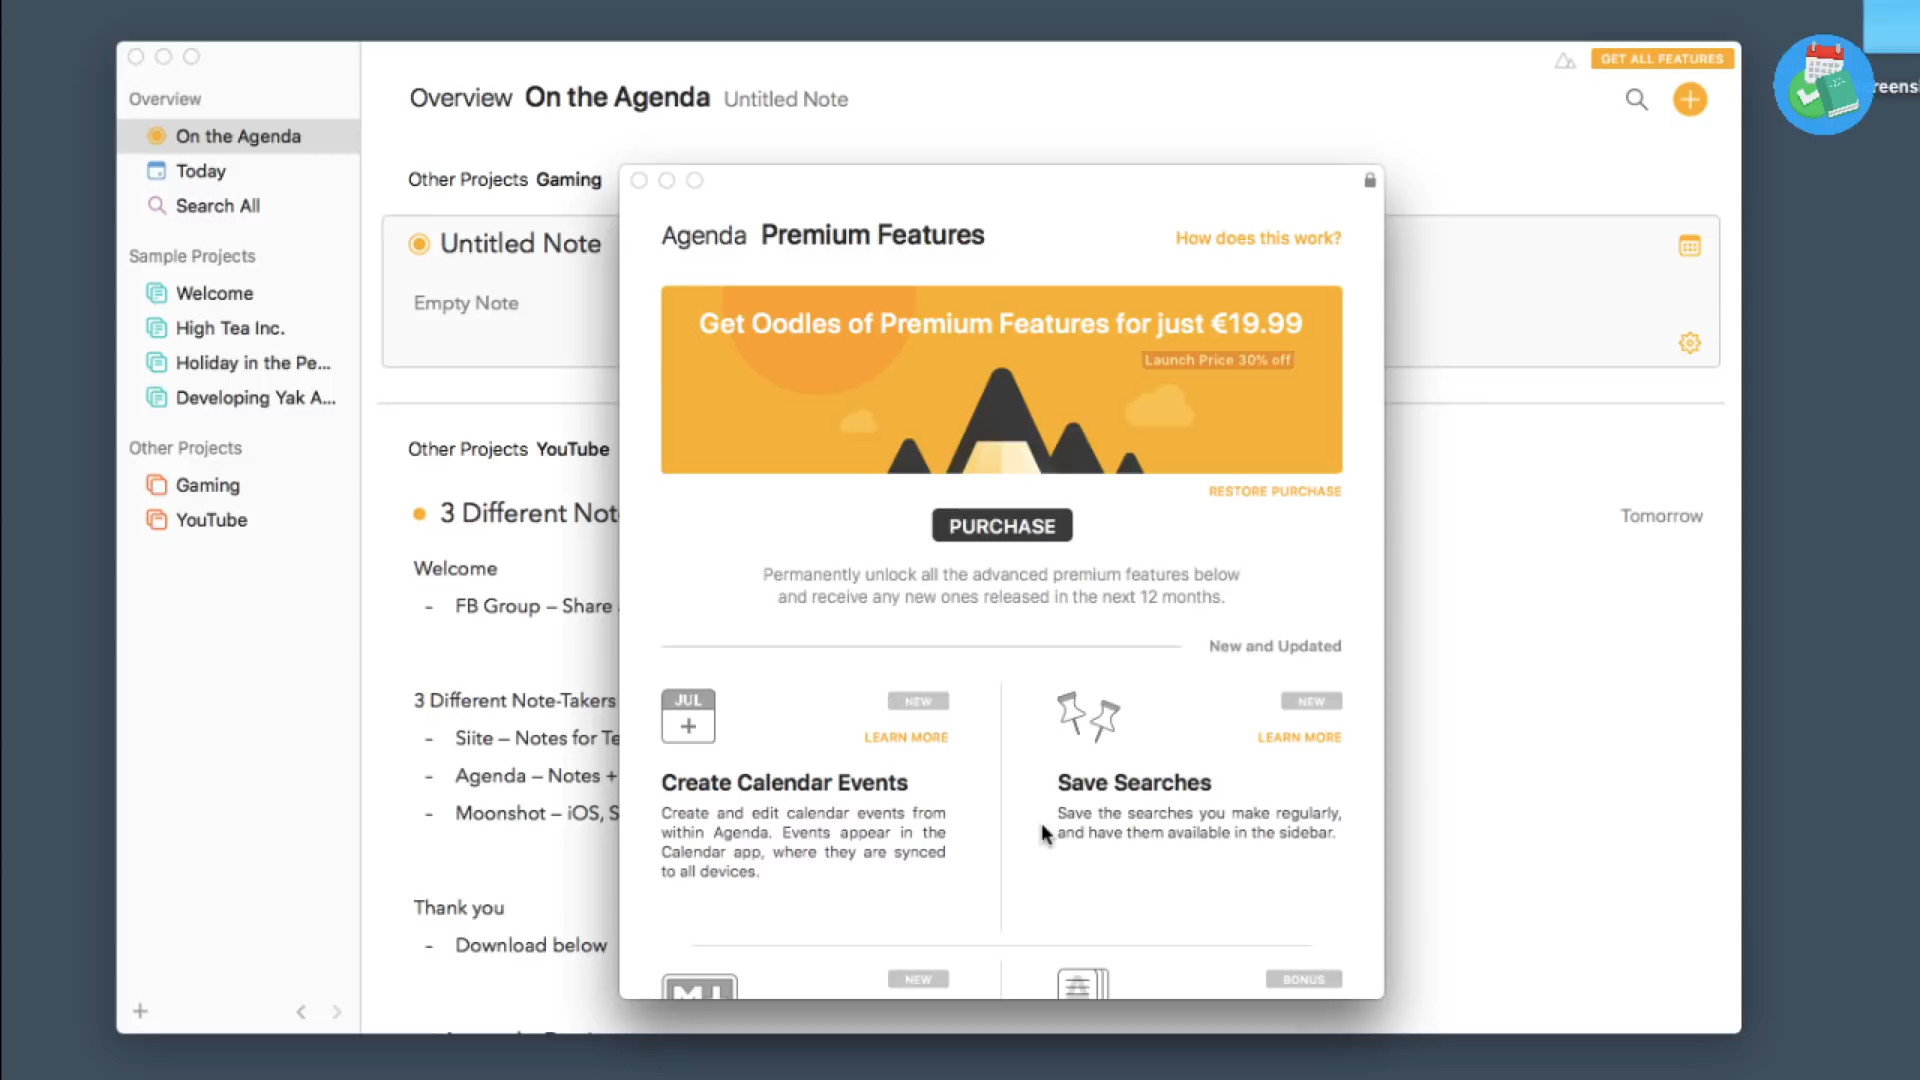 GET ALL FEATURES
Overview
Overview On the Agenda Untitled Note
On the Agenda
Today
Search All
Sample Projects
Welcome
High Tea Inc.
Holiday in the Pe...
Developing Yak A...
Other Projects
Gaming
YouTube
Other Projects Gaming
Untitled Note
Empty Note
Other Projects YouTube
3 Different
Tomorrow
Welcome
- FB Group – Share
3 Different Note-Takers
- Siite – Notes for
- Agenda – Notes +
- Moonshot – iOS,
Thank you
- Download below
Agenda Premium Features
How does this work?
Get Oodles of Premium Features for just €19.99
Launch Price 30% off
RESTORE PURCHASE
PURCHASE
Permanently unlock all the advanced premium features below
and receive any new ones released in the next 12 months.
New and Updated
JUL
NEW
LEARN MORE
Create Calendar Events
Create and edit calendar events from
within Agenda. Events appear in the
Calendar app, where they are synced
to all devices.
NEW
LEARN MORE
Save Searches
Save the searches you make regularly,
and have them available in the sidebar.
NEW
BONUS